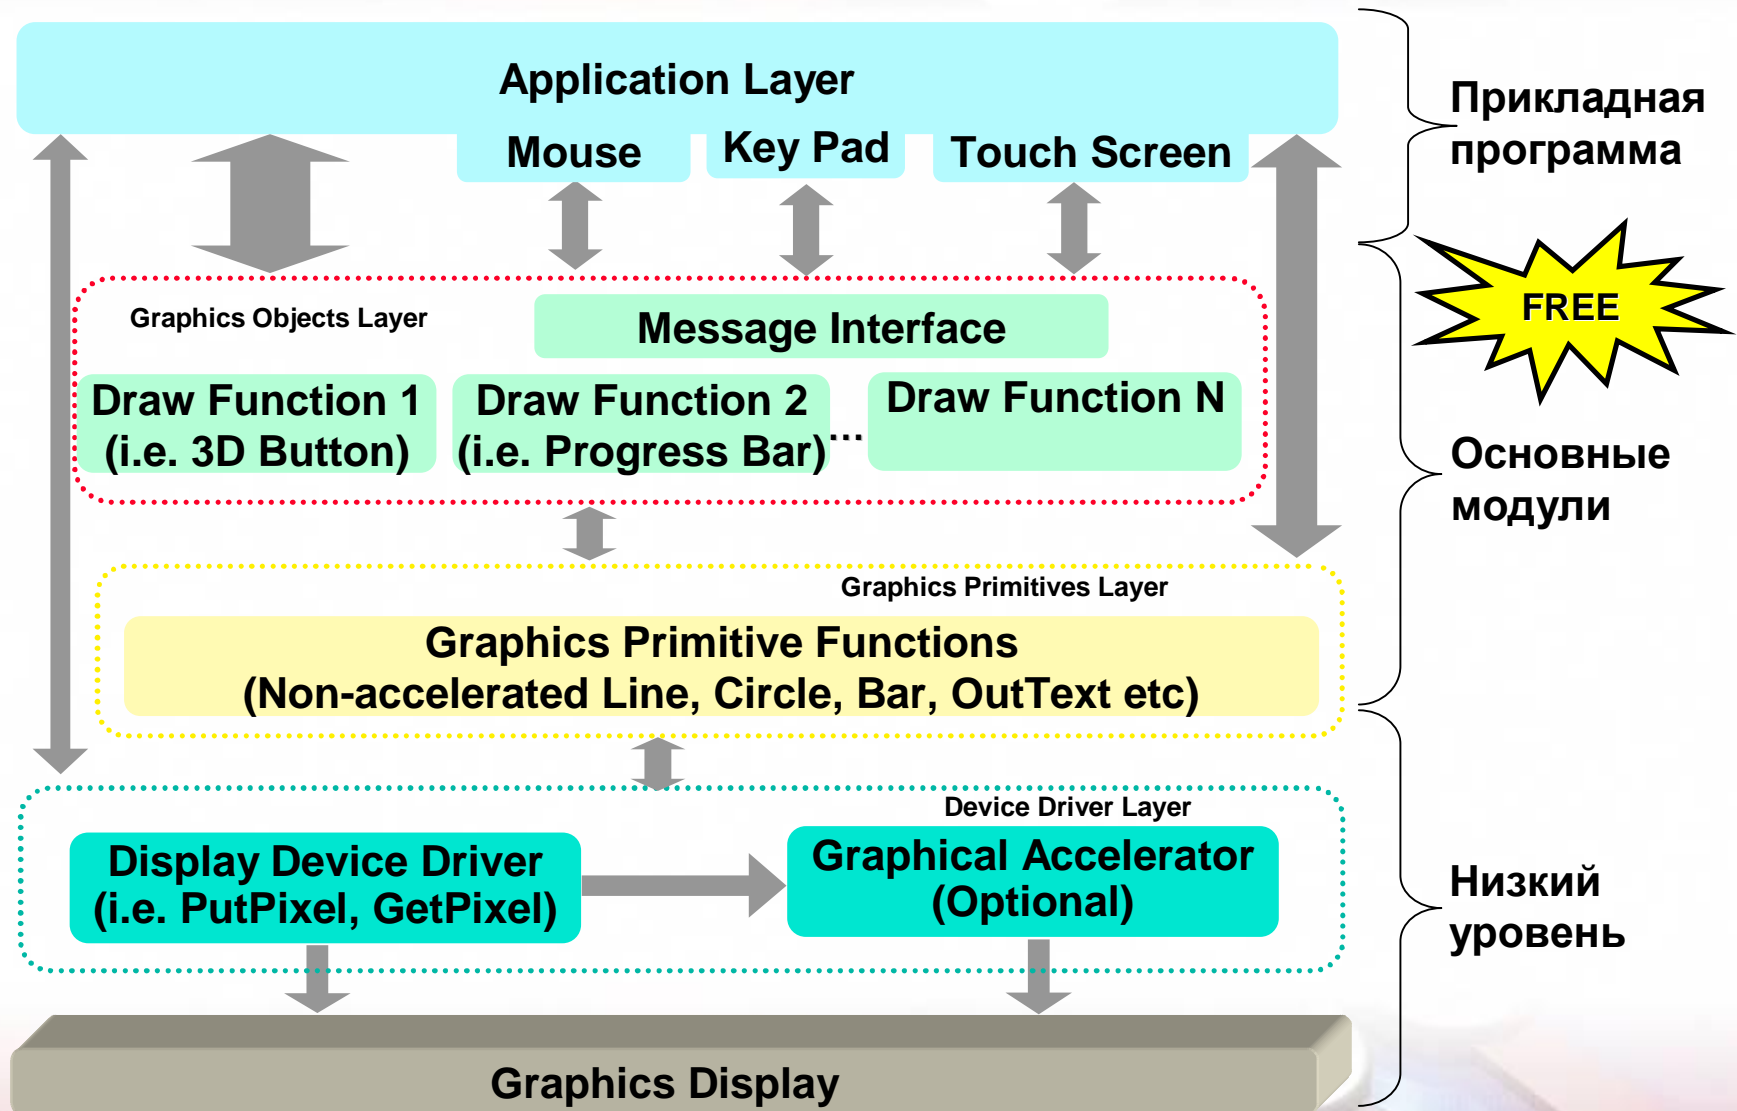 Application Layer
Mouse
Key Pad
Touch Screen
Прикладная
программа
FREE
Graphics Objects Layer
Message Interface
Draw Function 1
(i.e. 3D Button)
Draw Function 2
(i.e. Progress Bar)
...
Draw Function N
Основные
модули
Graphics Primitives Layer
Graphics Primitive Functions
(Non-accelerated Line, Circle, Bar, OutText etc)
Device Driver Layer
Display Device Driver
(i.e. PutPixel, GetPixel)
Graphical Accelerator
(Optional)
Низкий
уровень
Graphics Display